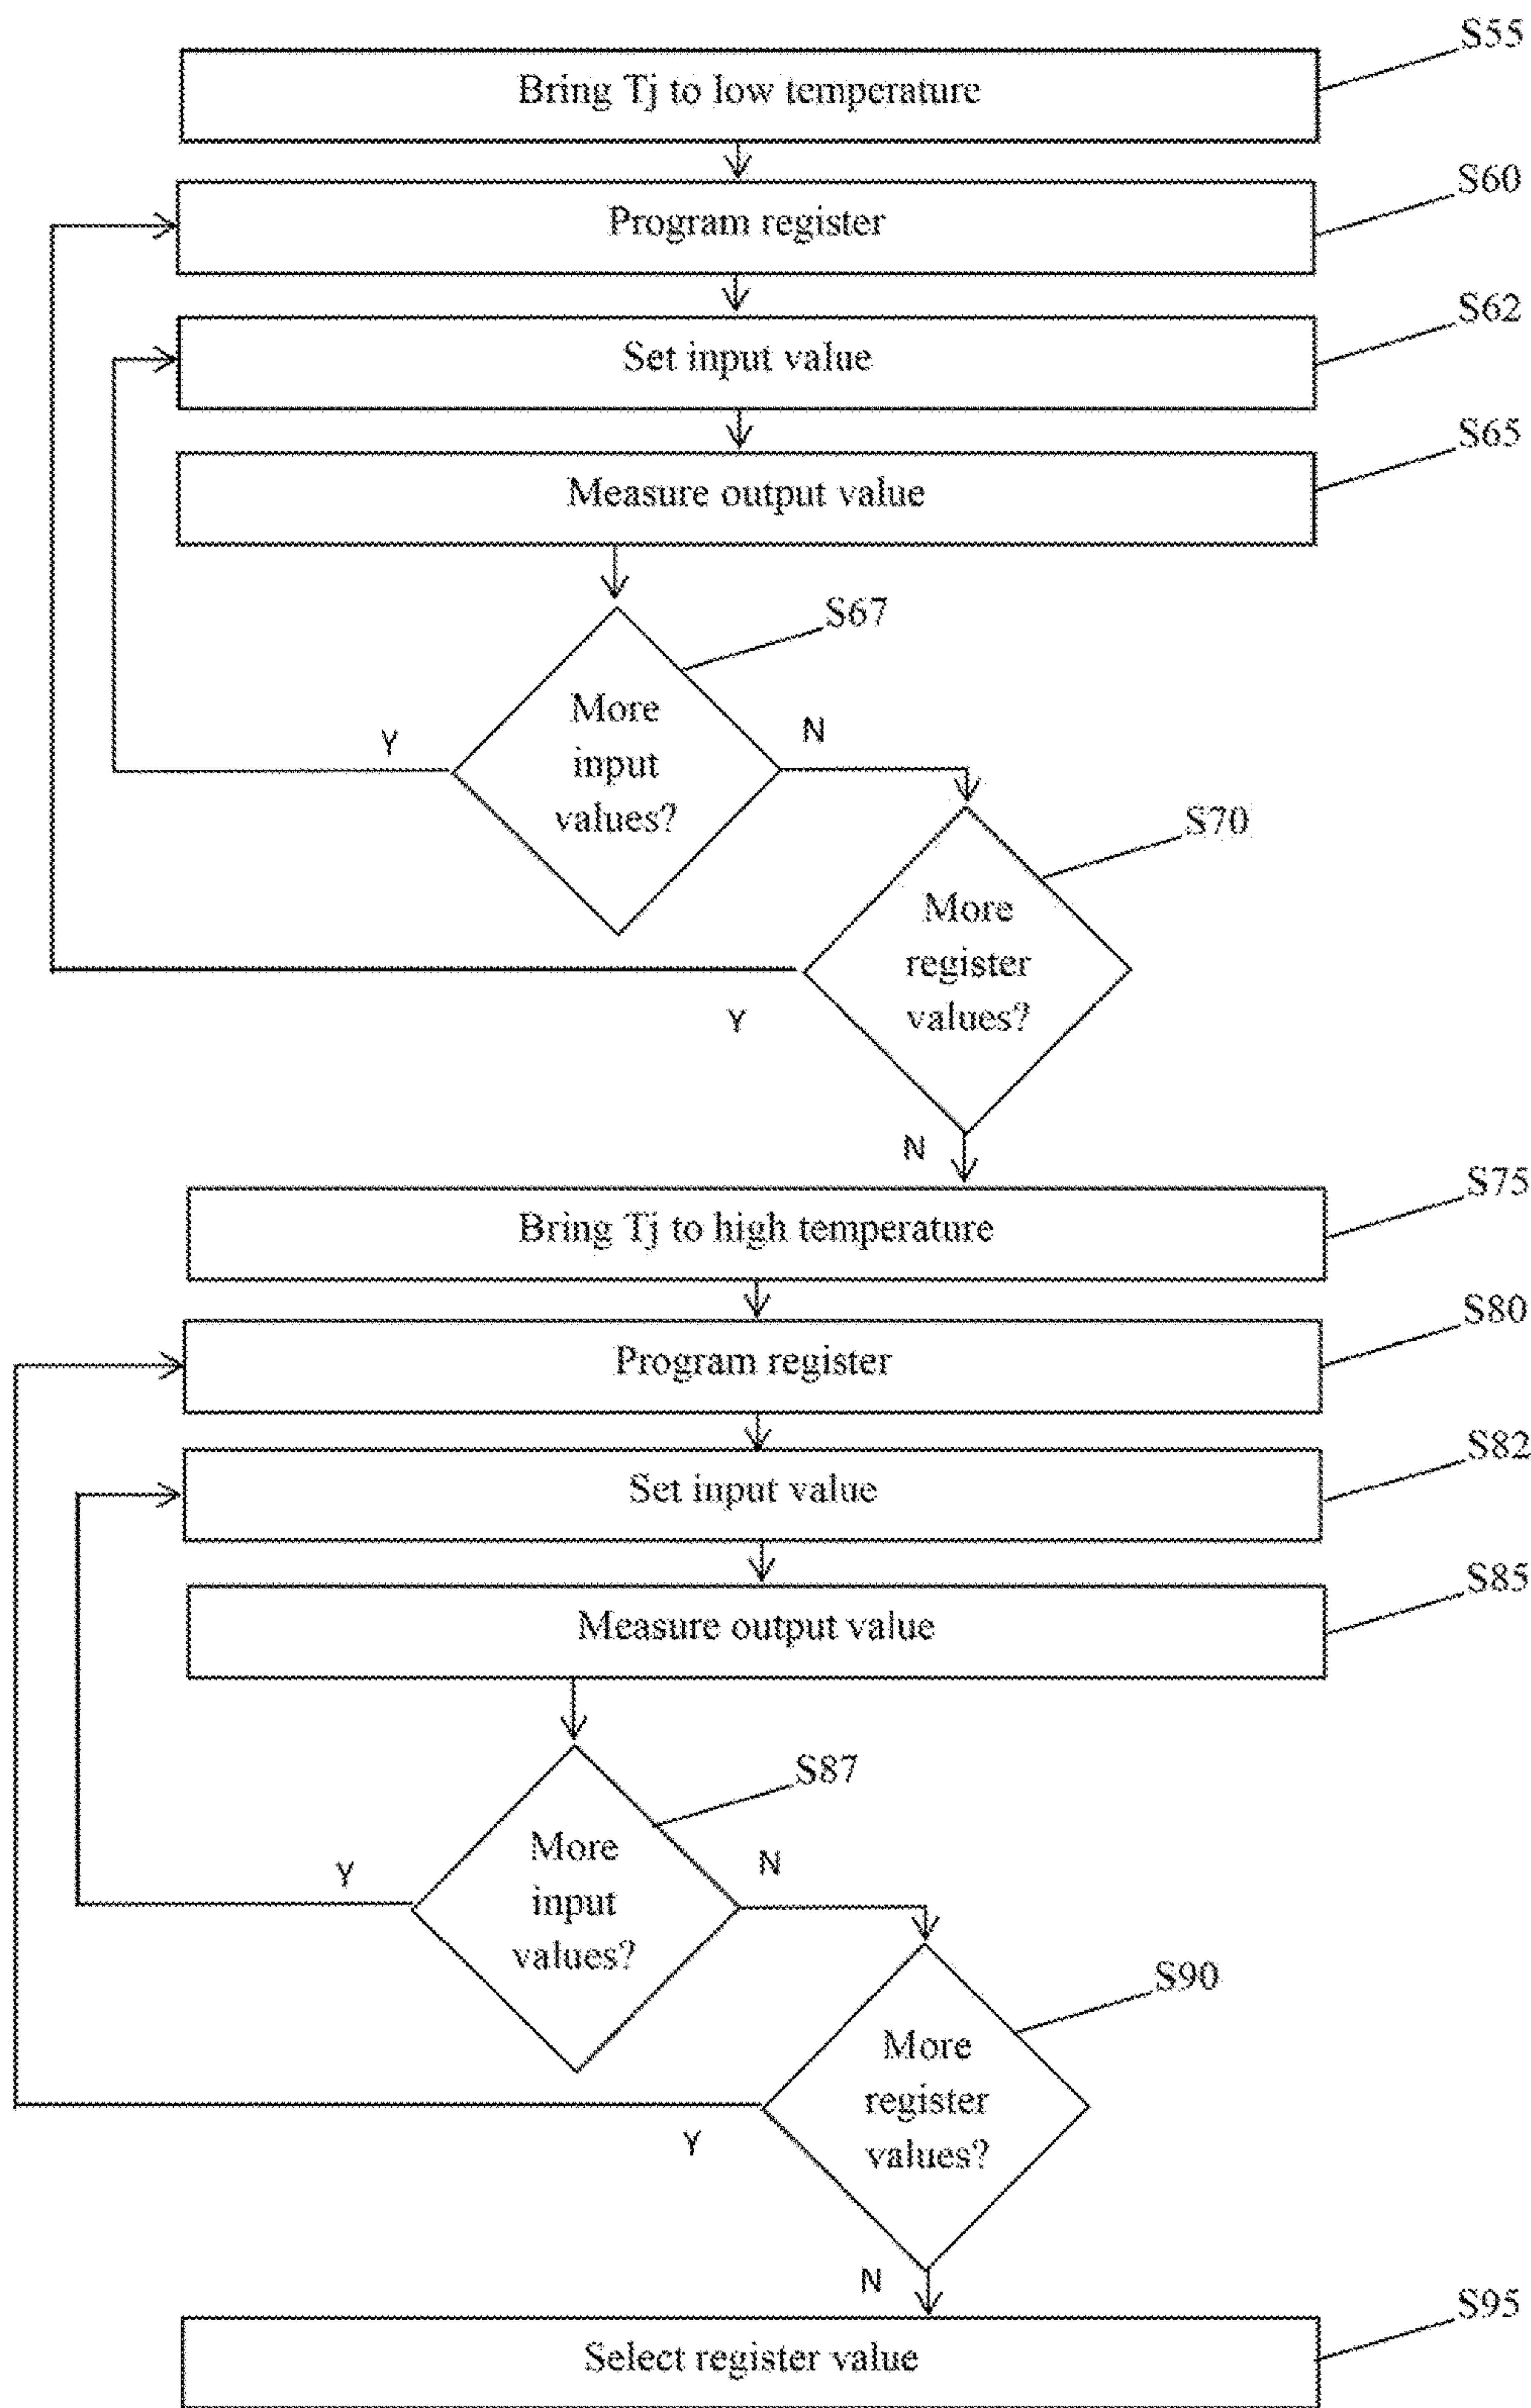 S55
Bring Tj to low temperature
S60
Program register
S62
Set input value
S65
Measure output value
S67
More
input
values?
Y
N
S70
More
register
values?
Y
N
S75
Bring Tj to high temperature
S80
Program register
S82
Set input value
S85
Measure output value
S87
More
input
values?
Y
N
S90
More
register
values?
Y
N
S95
Select register value